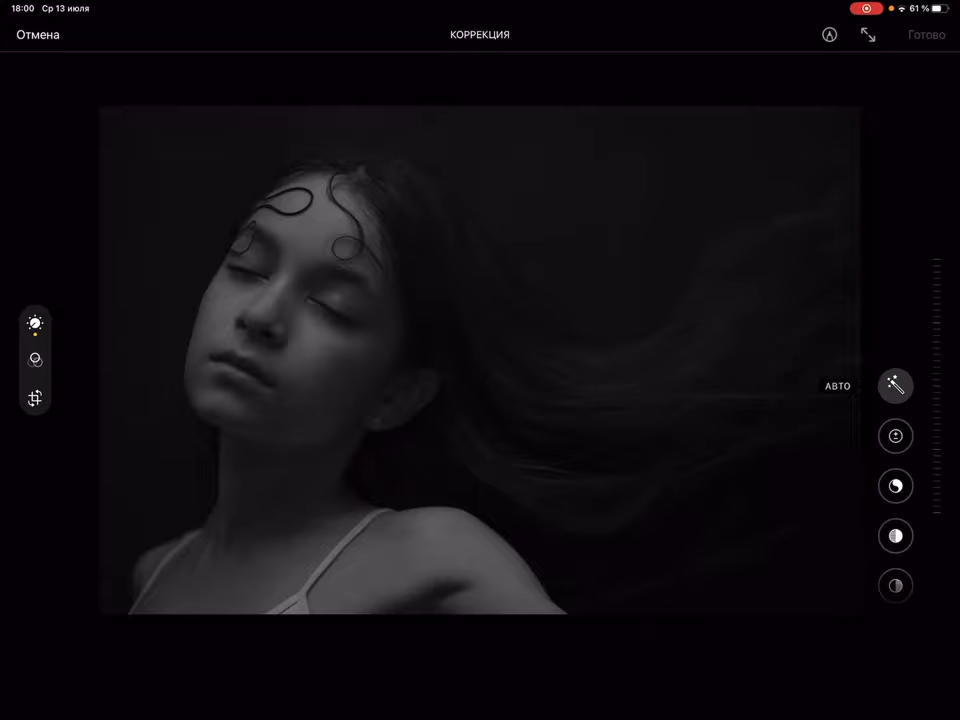 18:00 Ср 13 июля
61 %
Отмена
КОРРЕКЦИЯ
Готово
АВТО